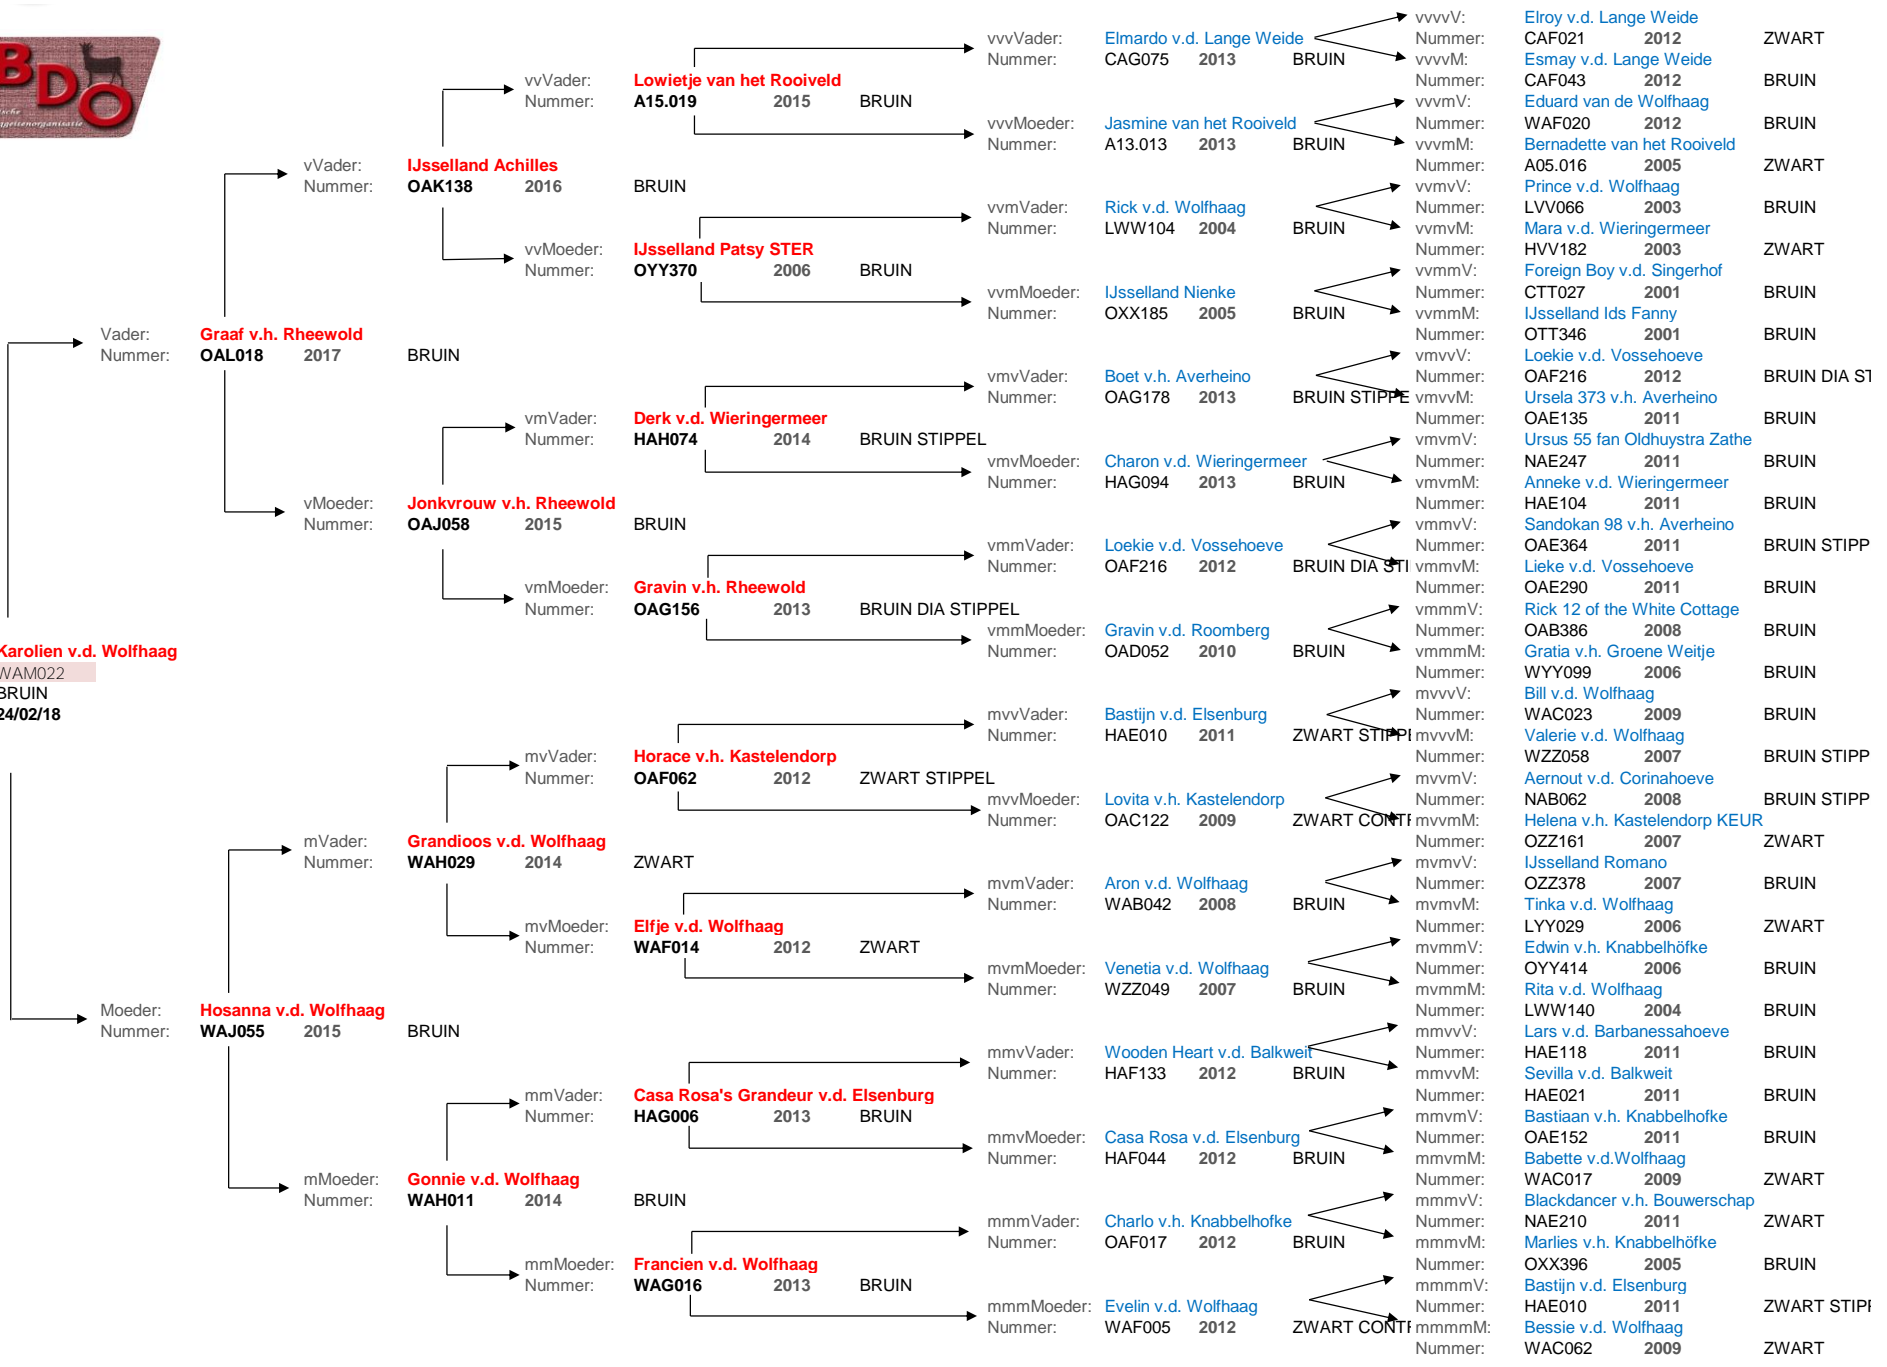 BDO
Karolien v.d. Wolfhaag
WAM022
BRUIN
24/02/18
Vader: Graaf v.h. Rheewold
Nummer: OAL018 2017 BRUIN
Moeder: Hosanna v.d. Wolfhaag
Nummer: WAJ055 2015 BRUIN
vVader: IJsselland Achilles
Nummer: OAK138 2016 BRUIN
vMoeder: Jonkvrouw v.h. Rheewold
Nummer: OAJ058 2015 BRUIN
mVader: Grandioos v.d. Wolfhaag
Nummer: WAH029 2014 ZWART
mMoeder: Gonnie v.d. Wolfhaag
Nummer: WAH011 2014 BRUIN
vvVader: Lowietje van het Rooiveld
Nummer: A15.019 2015 BRUIN
vvMoeder: IJsselland Patsy STER
Nummer: OYY370 2006 BRUIN
vmVader: Derk v.d. Wieringermeer
Nummer: HAH074 2014 BRUIN STIPPEL
vmMoeder: Gravin v.h. Rheewold
Nummer: OAG156 2013 BRUIN DIA STIPPEL
mvVader: Horace v.h. Kastelendorp
Nummer: OAF062 2012 ZWART STIPPEL
mvMoeder: Elfje v.d. Wolfhaag
Nummer: WAF014 2012 ZWART
mmVader: Casa Rosa's Grandeur v.d. Elsenburg
Nummer: HAG006 2013 BRUIN
mmMoeder: Francien v.d. Wolfhaag
Nummer: WAG016 2013 BRUIN
vvvVader: Elmardo v.d. Lange Weide
Nummer: CAG075 2013 BRUIN
vvvMoeder: Jasmine van het Rooiveld
Nummer: A13.013 2013 BRUIN
vvmVader: Rick v.d. Wolfhaag
Nummer: LWW104 2004 BRUIN
vvmMoeder: IJsselland Nienke
Nummer: OXX185 2005 BRUIN
vmvVader: Boet v.h. Averheino
Nummer: OAG178 2013 BRUIN STIPPE
vmvMoeder: Charon v.d. Wieringermeer
Nummer: HAG094 2013 BRUIN
vmmVader: Loekie v.d. Vossehoeve
Nummer: OAF216 2012 BRUIN DIA STI
vmmMoeder: Gravin v.d. Roomberg
Nummer: OAD052 2010 BRUIN
mvvVader: Bastijn v.d. Elsenburg
Nummer: HAE010 2011 ZWART STIPPE
mvvMoeder: Lovita v.h. Kastelendorp
Nummer: OAC122 2009 ZWART CONTR
mvmVader: Aron v.d. Wolfhaag
Nummer: WAB042 2008 BRUIN
mvmMoeder: Venetia v.d. Wolfhaag
Nummer: WZZ049 2007 BRUIN
mmvVader: Wooden Heart v.d. Balkweit
Nummer: HAF133 2012 BRUIN
mmvMoeder: Casa Rosa v.d. Elsenburg
Nummer: HAF044 2012 BRUIN
mmmVader: Charlo v.h. Knabbelhofke
Nummer: OAF017 2012 BRUIN
mmmMoeder: Evelin v.d. Wolfhaag
Nummer: WAF005 2012 ZWART CONTR
vvvvV: Elroy v.d. Lange Weide
Nummer: CAF021 2012 ZWART
vvvvM: Esmay v.d. Lange Weide
Nummer: CAF043 2012 BRUIN
vvvmV: Eduard van de Wolfhaag
Nummer: WAF020 2012 BRUIN
vvvmM: Bernadette van het Rooiveld
Nummer: A05.016 2005 ZWART
vvmvV: Prince v.d. Wolfhaag
Nummer: LVV066 2003 BRUIN
vvmvM: Mara v.d. Wieringermeer
Nummer: HVV182 2003 ZWART
vvmmV: Foreign Boy v.d. Singerhof
Nummer: CTT027 2001 BRUIN
vvmmM: IJsselland Ids Fanny
Nummer: OTT346 2001 BRUIN
vmvvV: Loekie v.d. Vossehoeve
Nummer: OAF216 2012 BRUIN DIA ST
vmvvM: Ursela 373 v.h. Averheino
Nummer: OAE135 2011 BRUIN
vmvmV: Ursus 55 fan Oldhuystra Zathe
Nummer: NAE247 2011 BRUIN
vmvmM: Anneke v.d. Wieringermeer
Nummer: HAE104 2011 BRUIN
vmmvV: Sandokan 98 v.h. Averheino
Nummer: OAE364 2011 BRUIN STIPP
vmmvM: Lieke v.d. Vossehoeve
Nummer: OAE290 2011 BRUIN
vmmmV: Rick 12 of the White Cottage
Nummer: OAB386 2008 BRUIN
vmmmM: Gratia v.h. Groene Weitje
Nummer: WYY099 2006 BRUIN
mvvvV: Bill v.d. Wolfhaag
Nummer: WAC023 2009 BRUIN
mvvvM: Valerie v.d. Wolfhaag
Nummer: WZZ058 2007 BRUIN STIPP
mvvmV: Aernout v.d. Corinahoeve
Nummer: NAB062 2008 BRUIN STIPP
mvvmM: Helena v.h. Kastelendorp KEUR
Nummer: OZZ161 2007 ZWART
mvmvV: IJsselland Romano
Nummer: OZZ378 2007 BRUIN
mvmvM: Tinka v.d. Wolfhaag
Nummer: LYY029 2006 ZWART
mvmmV: Edwin v.h. Knabbelhöfke
Nummer: OYY414 2006 BRUIN
mvmmM: Rita v.d. Wolfhaag
Nummer: LWW140 2004 BRUIN
mmvvV: Lars v.d. Barbanessahoeve
Nummer: HAE118 2011 BRUIN
mmvvM: Sevilla v.d. Balkweit
Nummer: HAE021 2011 BRUIN
mmvmV: Bastiaan v.h. Knabbelhofke
Nummer: OAE152 2011 BRUIN
mmvmM: Babette v.d.Wolfhaag
Nummer: WAC017 2009 ZWART
mmmvV: Blackdancer v.h. Bouwerschap
Nummer: NAE210 2011 ZWART
mmmvM: Marlies v.h. Knabbelhöfke
Nummer: OXX396 2005 BRUIN
mmmmV: Bastijn v.d. Elsenburg
Nummer: HAE010 2011 ZWART STIPP
mmmmM: Bessie v.d. Wolfhaag
Nummer: WAC062 2009 ZWART